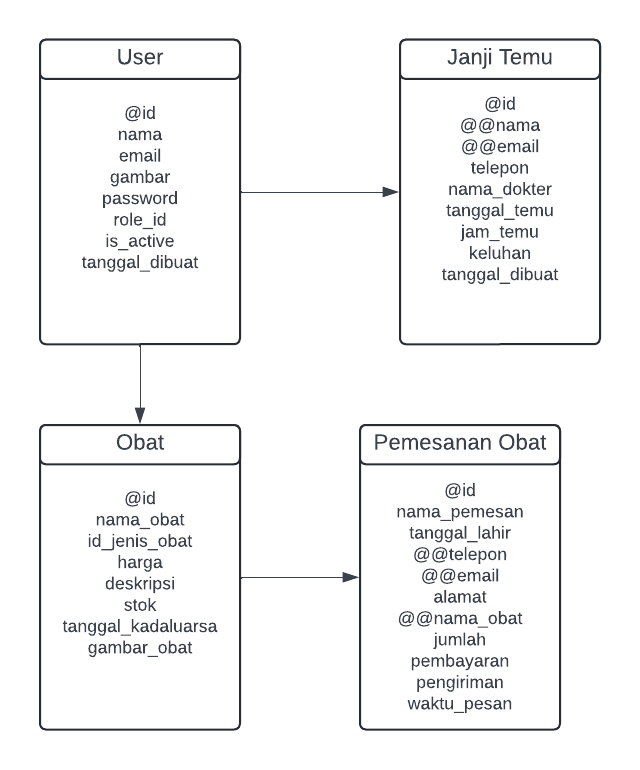 User
@id
nama
email
gambar
password
role_id
is_active
tanggal_dibuat
Janji Temu
@id
@@nama
@@email
telepon
nama_dokter
tanggal_temu
jam_temu
keluhan
tanggal_dibuat
Obat
@id
nama_obat
id_jenis_obat
harga
deskripsi
stok
tanggal_kadaluarsa
gambar_obat
Pemesanan Obat
@id
nama_pemesan
tanggal_lahir
@@telepon
@@email
alamat
@@nama_obat
jumlah
pembayaran
pengiriman
waktu_pesan